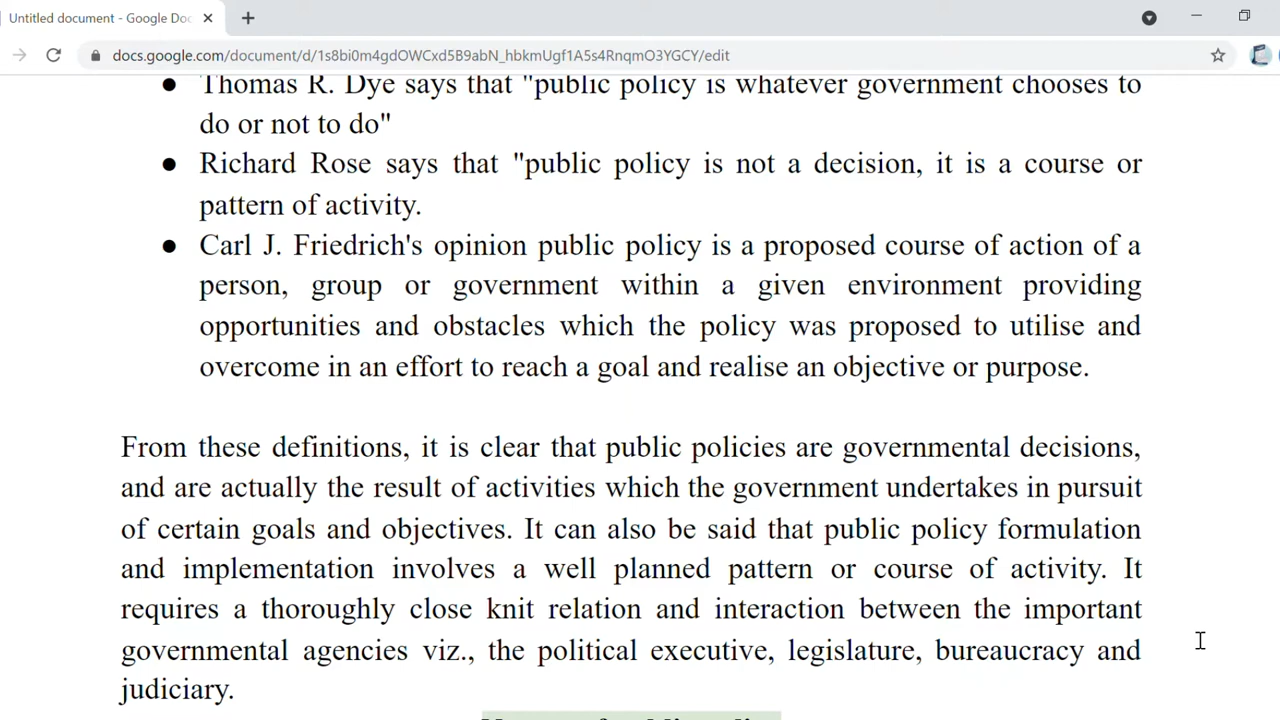 Untitled document - Google Doc
docs.google.com/document/d/1s8bi0m4gdOWCxd5B9abN_hbkmUgf1A5s4RnqmO3YGCY/edit
● Thomas R. Dye says that "public policy is whatever government chooses to
do or not to do"
● Richard Rose says that "public policy is not a decision, it is a course or
pattern of activity.
● Carl J. Friedrich's opinion public policy is a proposed course of action of a
person, group or government within a given environment providing
opportunities and obstacles which the policy was proposed to utilise and
overcome in an effort to reach a goal and realise an objective or purpose.
From these definitions, it is clear that public policies are governmental decisions,
and are actually the result of activities which the government undertakes in pursuit
of certain goals and objectives. It can also be said that public policy formulation
and implementation involves a well planned pattern or course of activity. It
requires a thoroughly close knit relation and interaction between the important
governmental agencies viz., the political executive, legislature, bureaucracy and
judiciary.